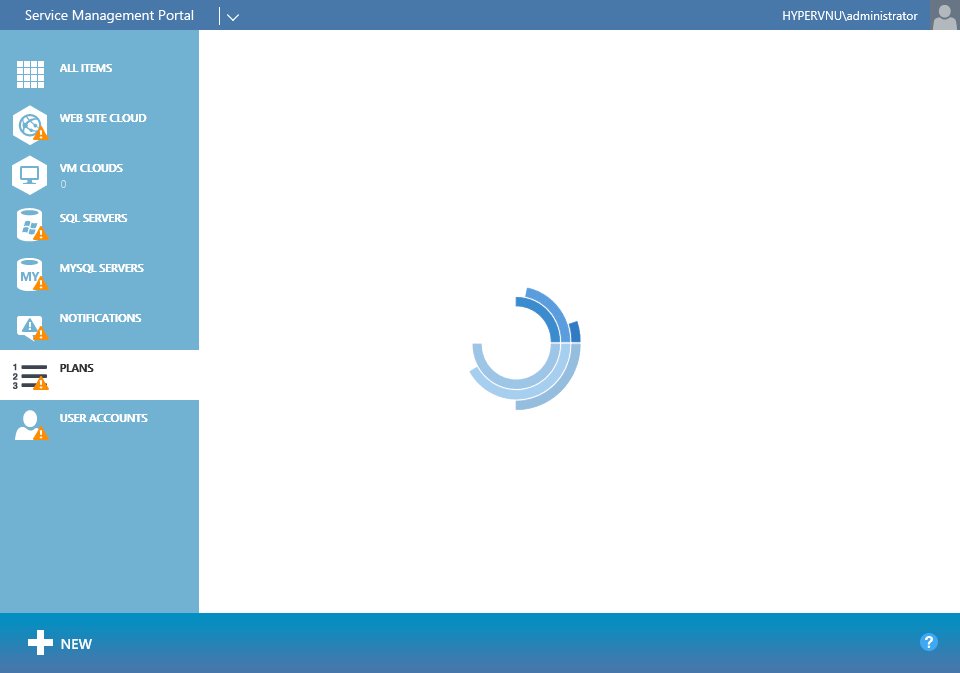 Service Management Portal
HYPERVNU\administrator
ALL ITEMS
WEB SITE CLOUD
VM CLOUDS
0
SQL SERVERS
MY
MYSQL SERVERS
NOTIFICATIONS
1
2
3
PLANS
USER ACCOUNTS
NEW
?